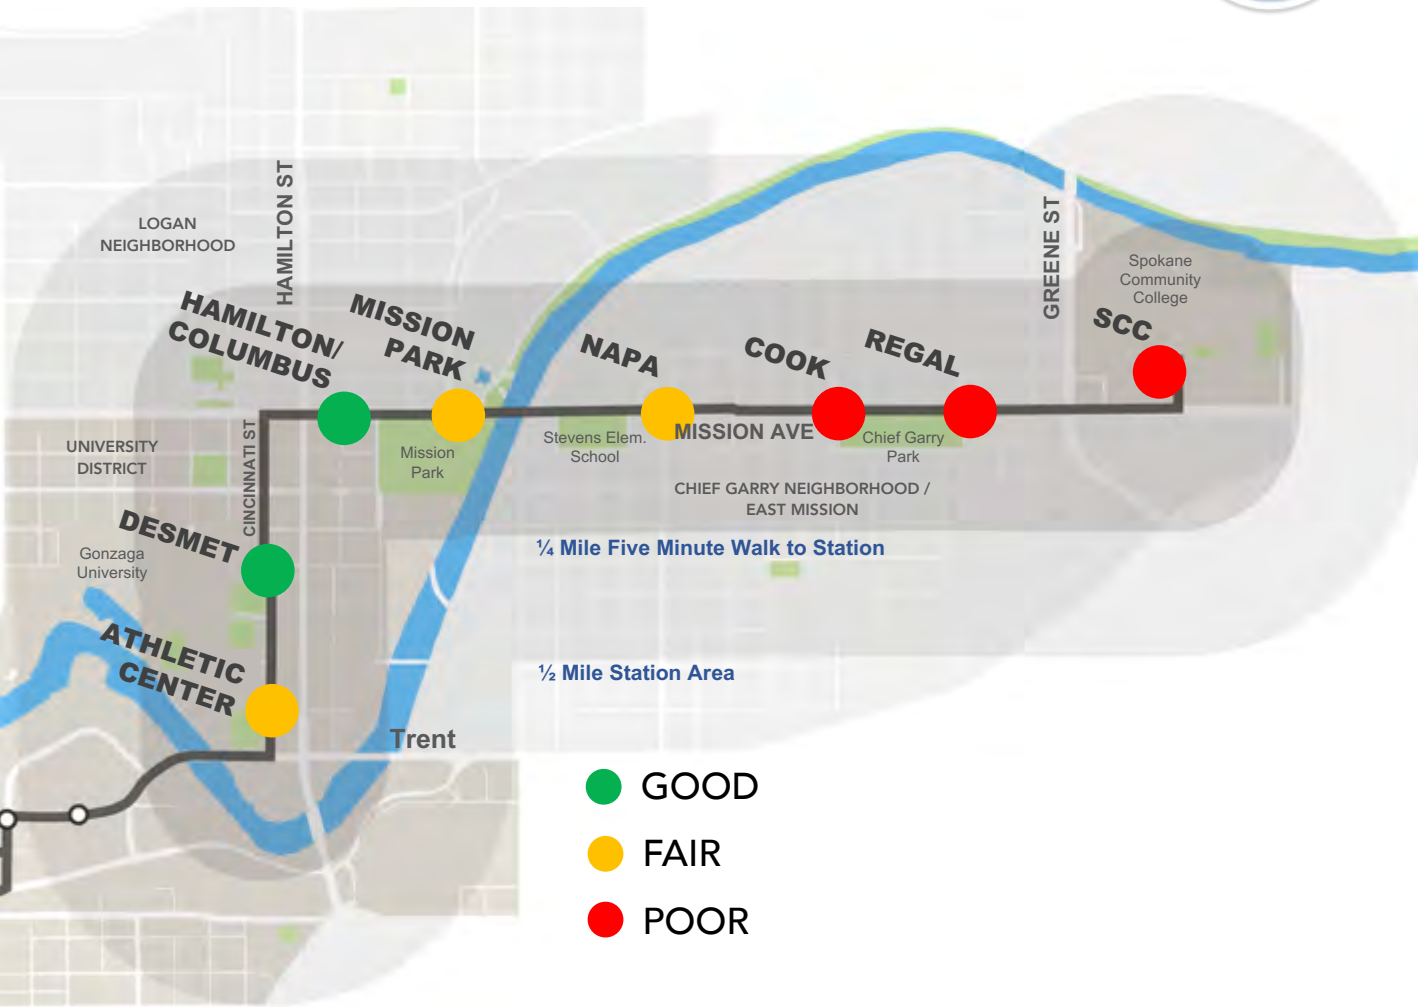 HAMILTON ST
LOGAN
NEIGHBORHOOD
GREENE ST
Spokane
Community
College
SCC
HAMILTON/
COLUMBUS
MISSION
PARK
NAPA
COOK
REGAL
MISSION AVE
UNIVERSITY
DISTRICT
CINCINNATI ST
Mission
Park
Stevens Elem.
School
Chief Garry
Park
CHIEF GARRY NEIGHBORHOOD /
EAST MISSION
DESMET
Gonzaga
University
¼ Mile Five Minute Walk to Station
ATHLETIC
CENTER
½ Mile Station Area
Trent
GOOD
FAIR
POOR